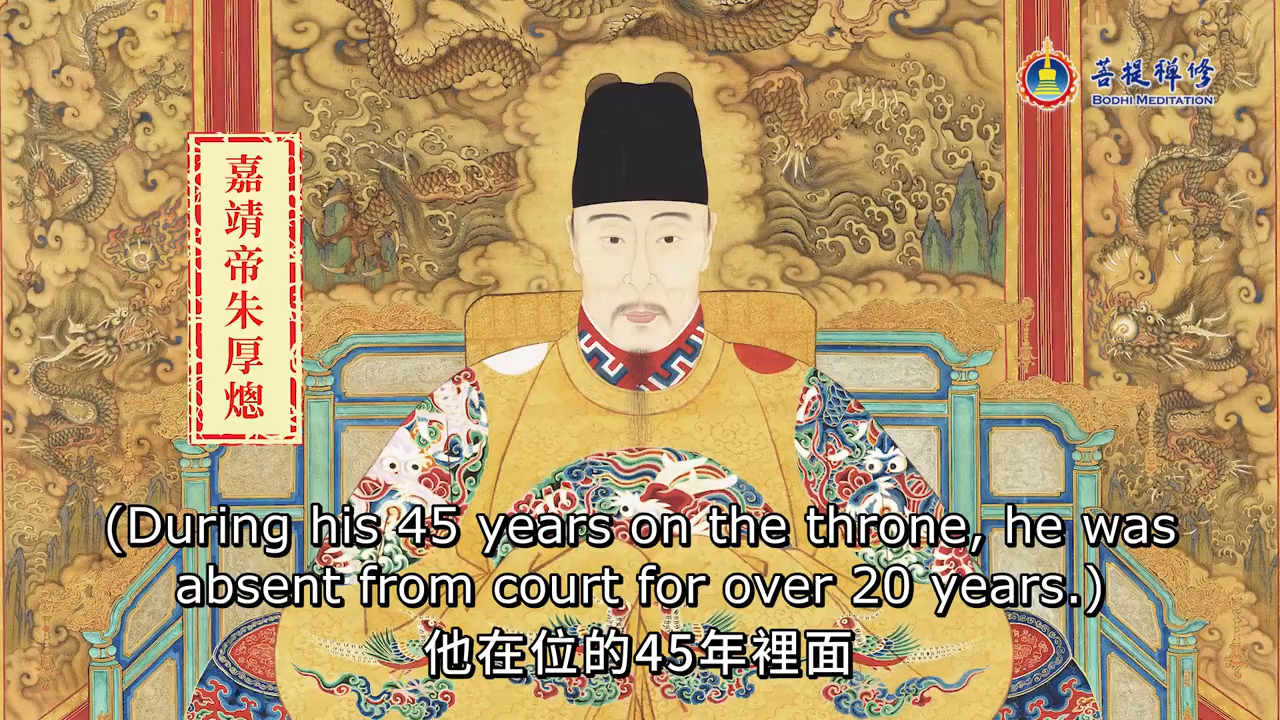 菩提禪修
BODHI MEDITATION
嘉靖帝朱厚熜
(During his 45 years on the throne, he was
absent from court for over 20 years.)
他在位的45年裡面